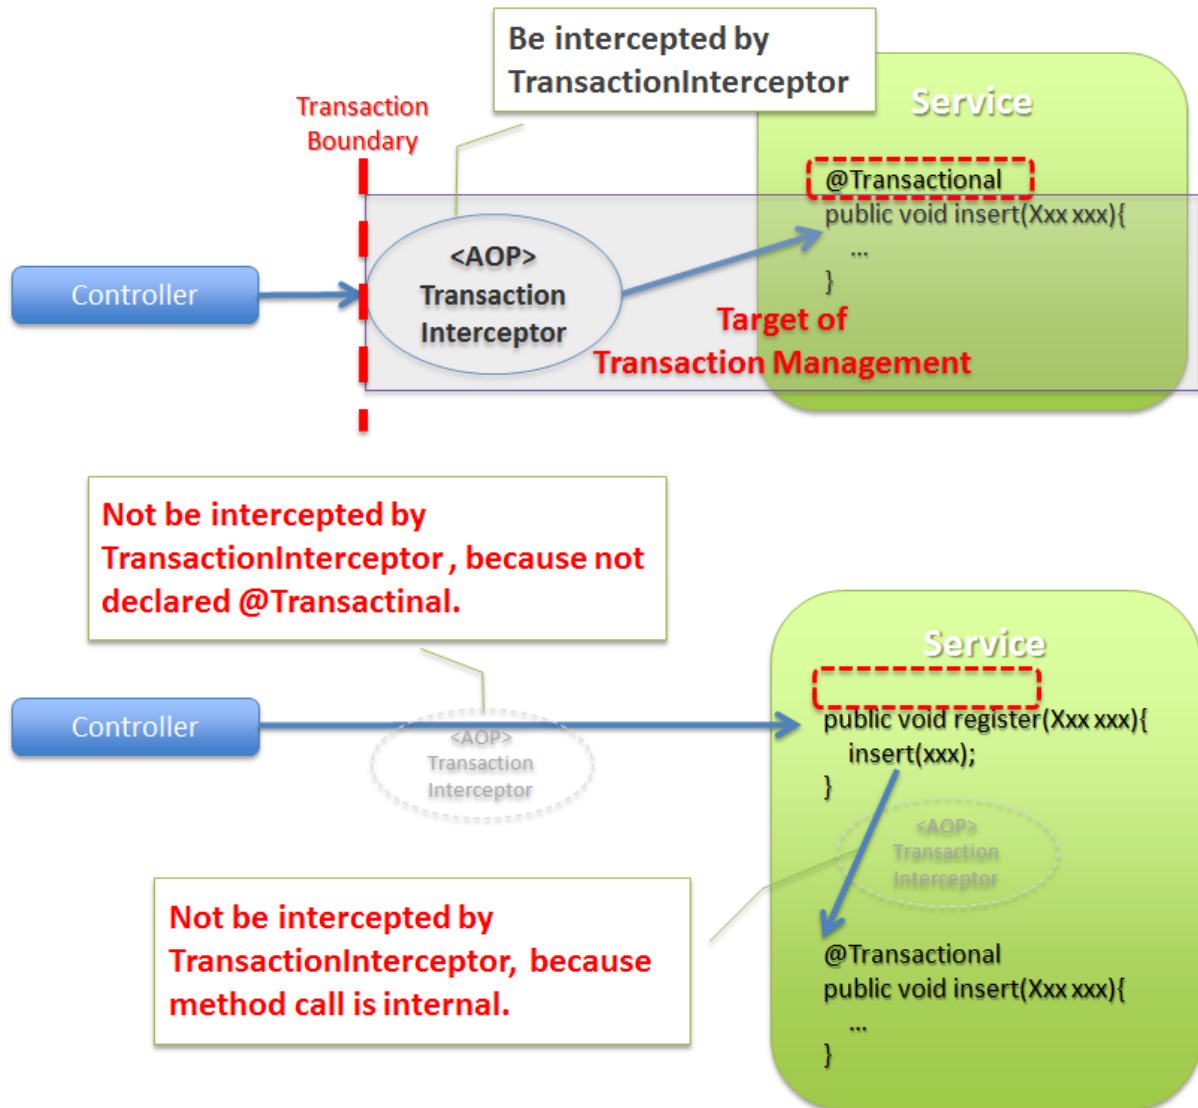 Be intercepted by
TransactionInterceptor
Transaction
Boundary
Service
@Transactional
public void insert(Xxx xxx){
...
}
Controller
<AOP>
Transaction
Interceptor
Target of
Transaction Management
Not be intercepted by
TransactionInterceptor , because not
declared @Transactinal.
Service
Controller
public void register(Xxx xxx){
insert(xxx);
}
<AOP>
Transaction
Interceptor
<AOP>
Transaction
Interceptor
Not be intercepted by
TransactionInterceptor, because
method call is internal.
@Transactional
public void insert(Xxx xxx){
...
}